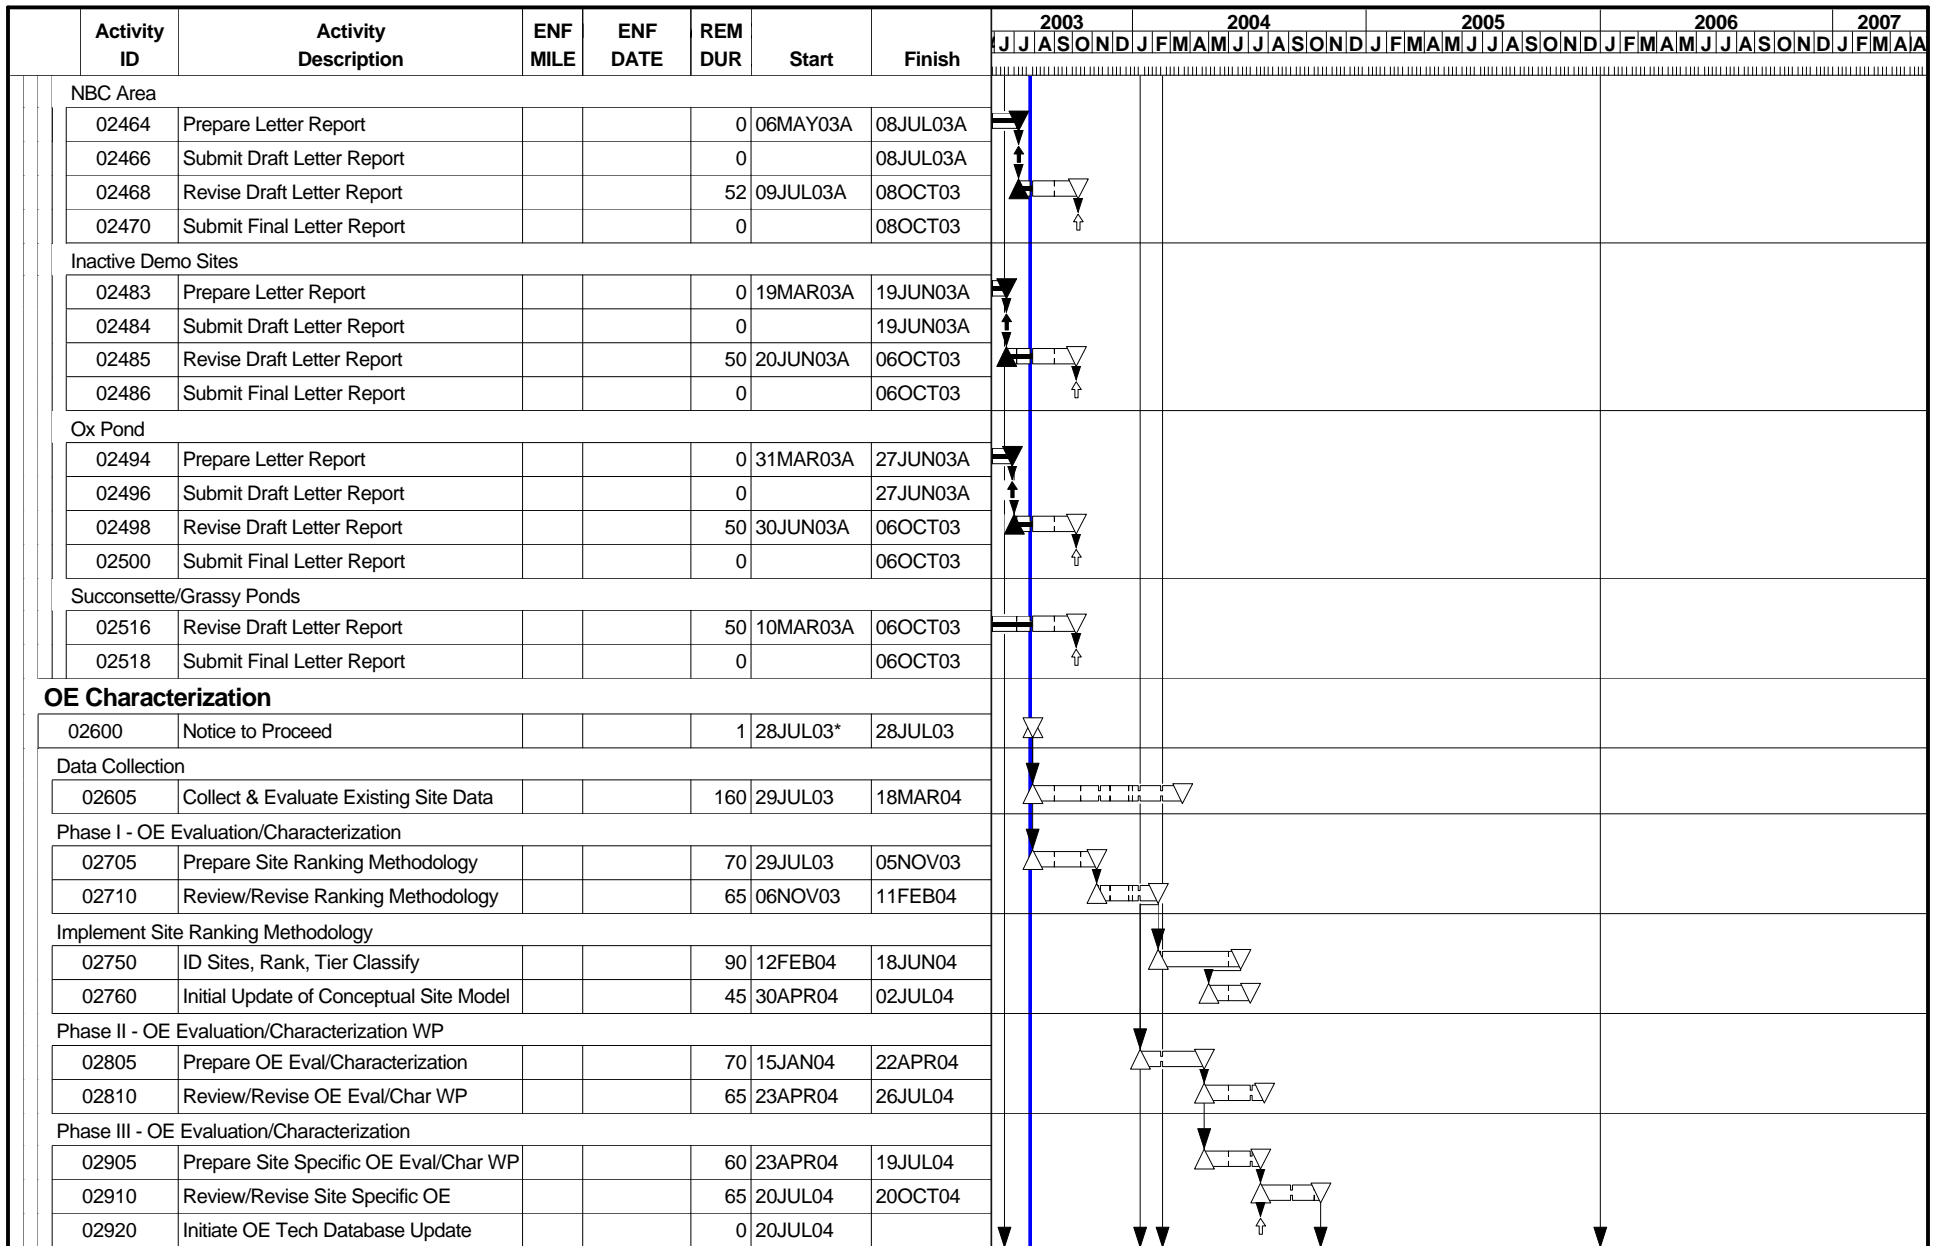 Activity ID Activity Description ENF MILE ENF DATE REM DUR Start Finish
2003 2004 2005 2006 2007
J J A S O N D J F M A M J J A S O N D J F M A M J J A S O N D J F M A M J J A S O N D J F M A A
NBC Area
02464 Prepare Letter Report 0 06MAY03A 08JUL03A
02466 Submit Draft Letter Report 0 08JUL03A
02468 Revise Draft Letter Report 52 09JUL03A 08OCT03
02470 Submit Final Letter Report 0 08OCT03
Inactive Demo Sites
02483 Prepare Letter Report 0 19MAR03A 19JUN03A
02484 Submit Draft Letter Report 0 19JUN03A
02485 Revise Draft Letter Report 50 20JUN03A 06OCT03
02486 Submit Final Letter Report 0 06OCT03
Ox Pond
02494 Prepare Letter Report 0 31MAR03A 27JUN03A
02496 Submit Draft Letter Report 0 27JUN03A
02498 Revise Draft Letter Report 50 30JUN03A 06OCT03
02500 Submit Final Letter Report 0 06OCT03
Succonsette/Grassy Ponds
02516 Revise Draft Letter Report 50 10MAR03A 06OCT03
02518 Submit Final Letter Report 0 06OCT03
OE Characterization
02600 Notice to Proceed 1 28JUL03* 28JUL03
Data Collection
02605 Collect & Evaluate Existing Site Data 160 29JUL03 18MAR04
Phase I - OE Evaluation/Characterization
02705 Prepare Site Ranking Methodology 70 29JUL03 05NOV03
02710 Review/Revise Ranking Methodology 65 06NOV03 11FEB04
Implement Site Ranking Methodology
02750 ID Sites, Rank, Tier Classify 90 12FEB04 18JUN04
02760 Initial Update of Conceptual Site Model 45 30APR04 02JUL04
Phase II - OE Evaluation/Characterization WP
02805 Prepare OE Eval/Characterization 70 15JAN04 22APR04
02810 Review/Revise OE Eval/Char WP 65 23APR04 26JUL04
Phase III - OE Evaluation/Characterization
02905 Prepare Site Specific OE Eval/Char WP 60 23APR04 19JUL04
02910 Review/Revise Site Specific OE 65 20JUL04 20OCT04
02920 Initiate OE Tech Database Update 0 20JUL04